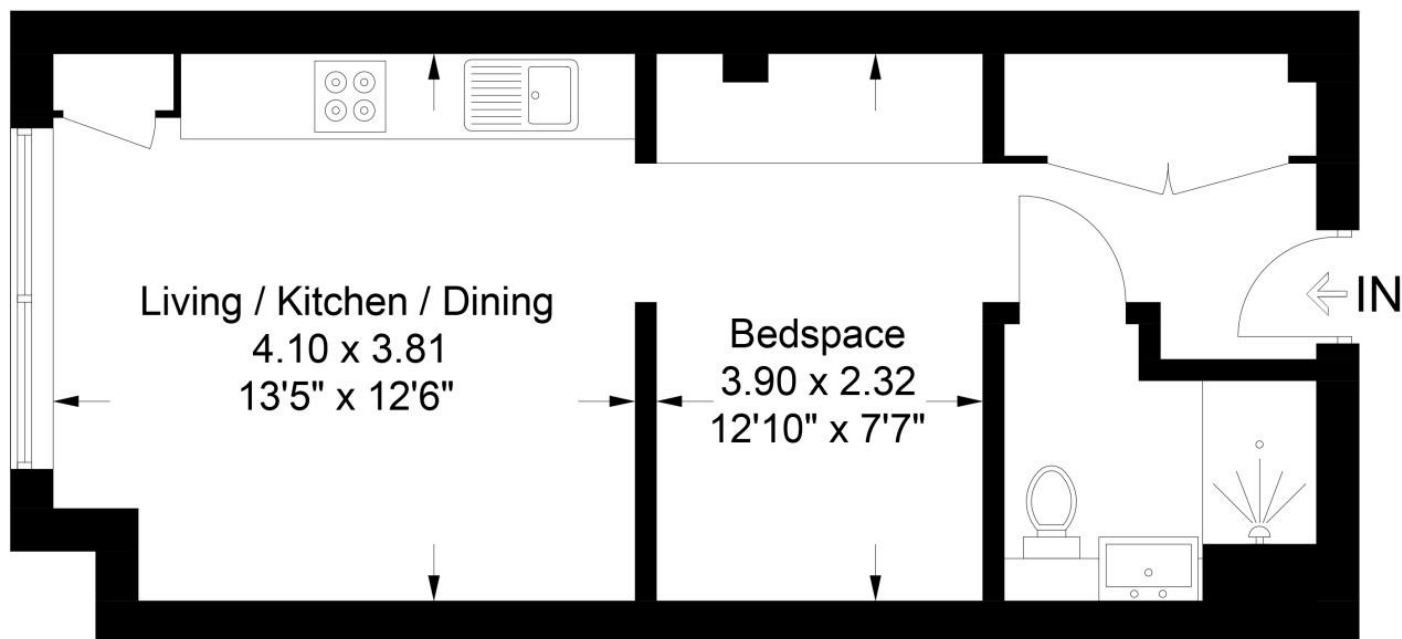 Living / Kitchen / Dining
4.10 x 3.81
13'5" x 12'6"
Bedspace
3.90 x 2.32
12'10" x 7'7"
IN